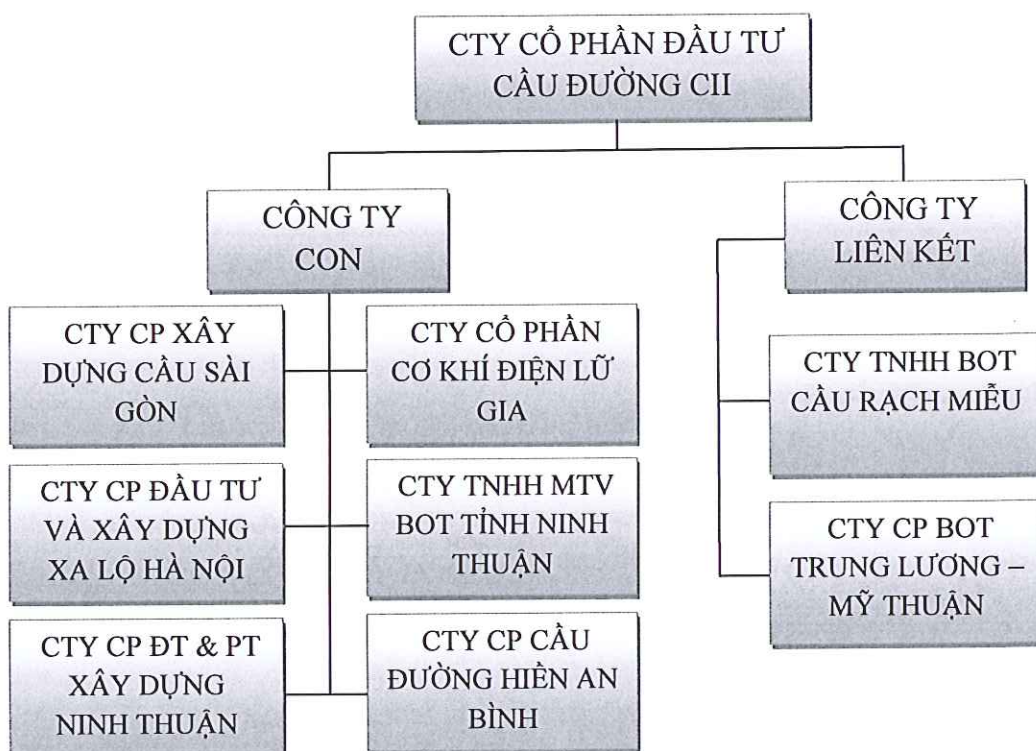 CTY CỔ PHẦN ĐẦU TƯ
CẦU ĐƯỜNG CII
CÔNG TY
CON
CÔNG TY
LIÊN KẾT
CTY CP XÂY
DỰNG CẦU SÀI
GÒN
CTY CỔ PHẦN
CƠ KHÍ ĐIỆN LỮ
GIA
CTY TNHH BOT
CẦU RẠCH MIỄU
CTY CP ĐẦU TƯ
VÀ XÂY DỰNG
XA LỘ HÀ NỘI
CTY TNHH MTV
BOT TỈNH NINH
THUẬN
CTY CP BOT
TRUNG LƯƠNG –
MỸ THUẬN
CTY CP ĐT & PT
XÂY DỰNG
NINH THUẬN
CTY CP CẦU
ĐƯỜNG HIỀN AN
BÌNH